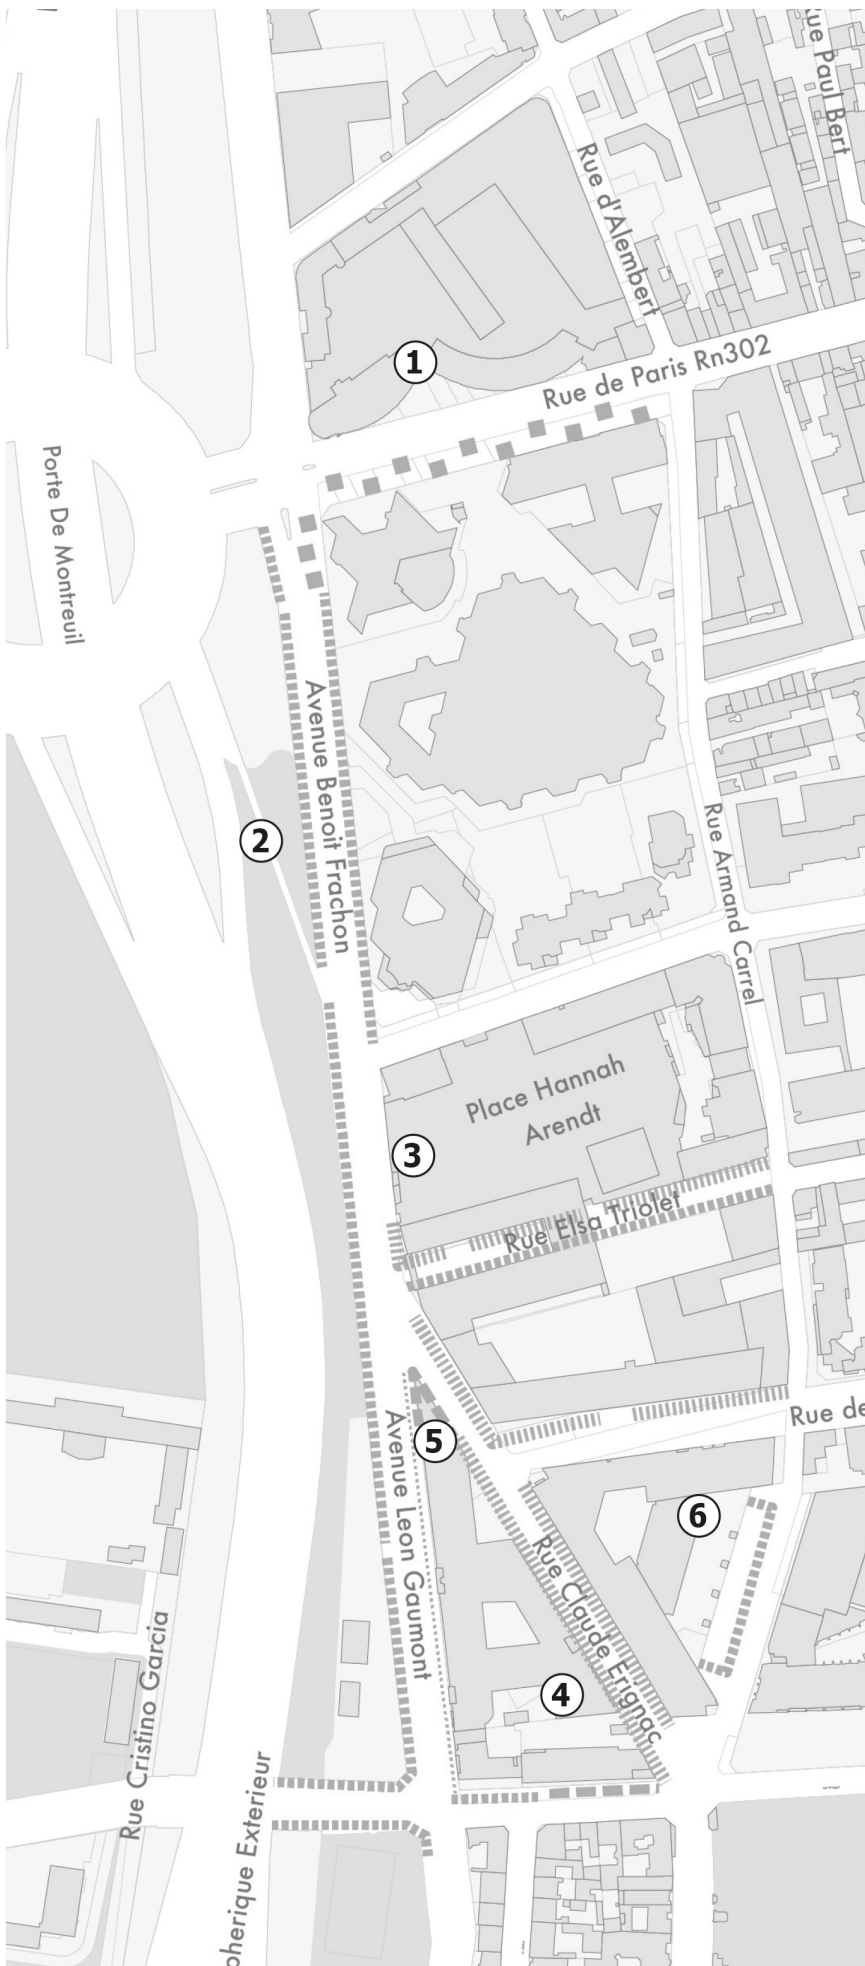 Rue Paul Bert
Rue d'Alembert
1
Rue de Paris Rn302
Porte De Montreuil
Avenue Benoit Frachon
2
Rue Armand Carrel
Place Hannah
Arendt
3
Rue Elsa Triolet
Rue de
5
Avenue Leon Gaumont
6
Rue Claude Erignac
4
Rue Cristino Garcia
pherique Exterieur